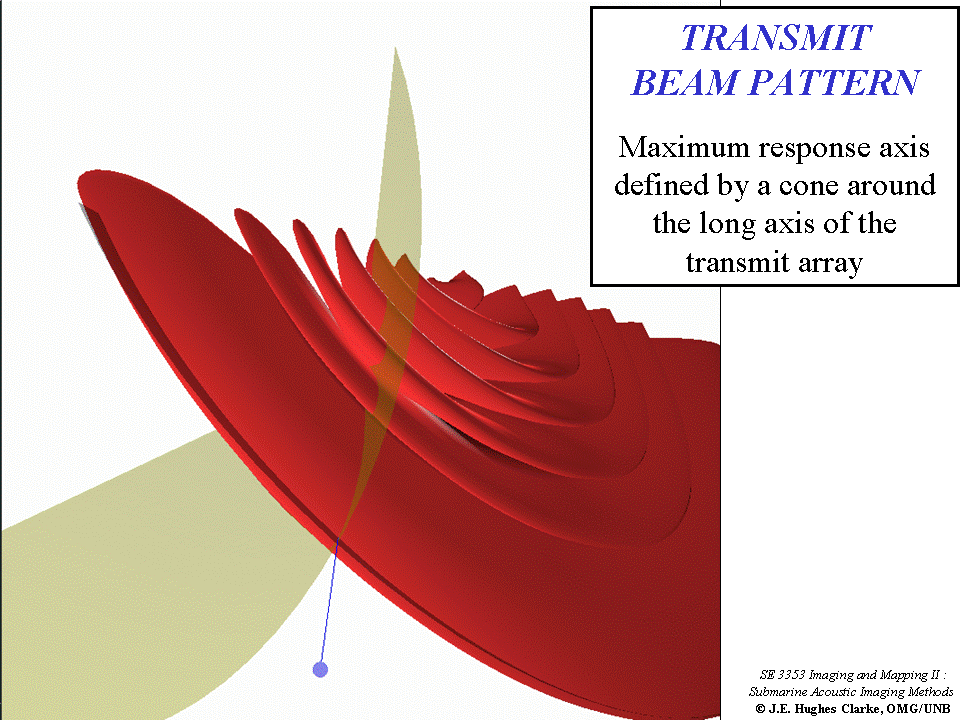 TRANSMIT
BEAM PATTERN
Maximum response axis
defined by a cone around
the long axis of the
transmit array
SE 3353 Imaging and Mapping II :
Submarine Acoustic Imaging Methods
© J.E. Hughes Clarke, OMG/UNB